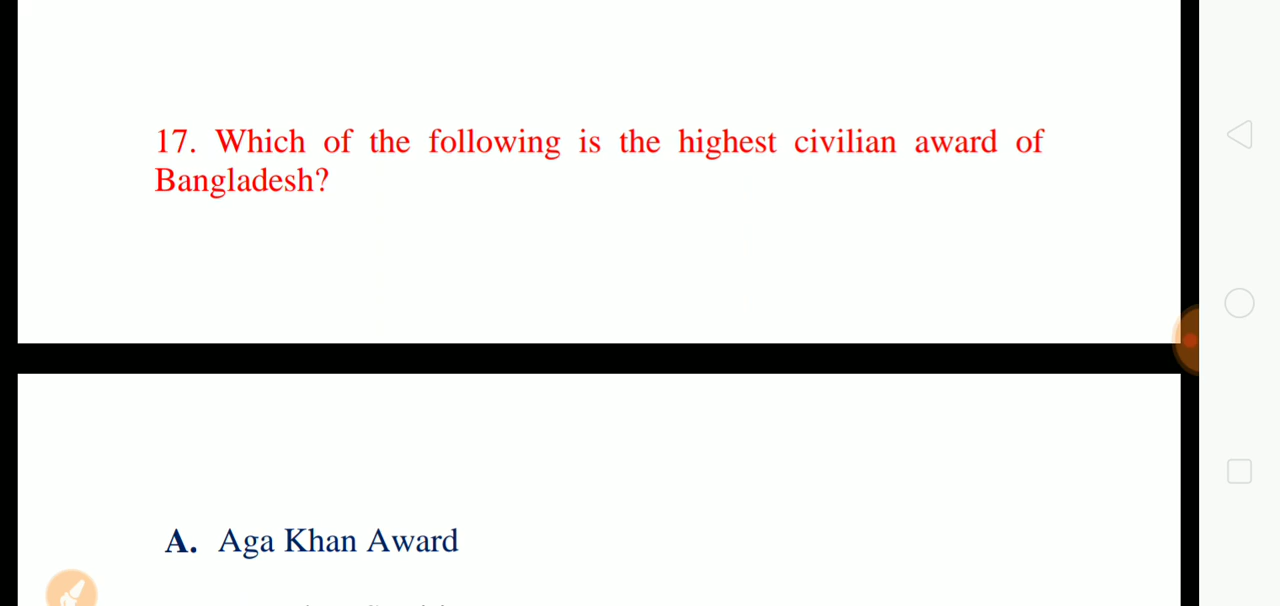 17. Which of the following is the highest civilian award of
Bangladesh?
A. Aga Khan Award